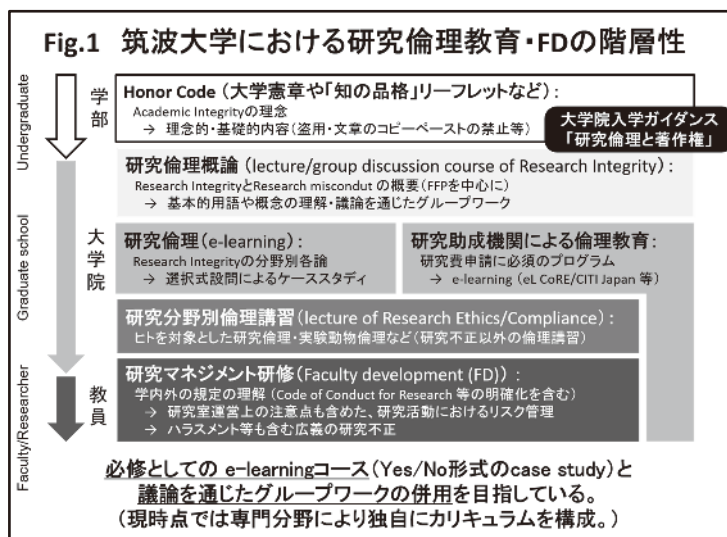 Fig.1 筑波大学における研究倫理教育・FDの階層性
Undergraduate
学部
Honor Code (大学憲章や「知の品格」リーフレットなど):
Academic Integrityの理念
→ 理念的・基礎的内容(盗用・文章のコピーペーストの禁止等)
大学院入学ガイダンス
「研究倫理と著作権」
Graduate school
大学院
研究倫理概論 (lecture/group discussion course of Research Integrity):
Research IntegrityとResearch miscondut の概要(FFPを中心に)
→ 基本的用語や概念の理解・議論を通じたグループワーク
研究倫理(e-learning):
Research Integrityの分野別各論
→ 選択式設問によるケーススタディ
研究助成機関による倫理教育:
研究費申請に必須のプログラム
→ e-learning (eL CoRE/CITI Japan 等)
研究分野別倫理講習(lecture of Research Ethics/Compliance):
ヒトを対象とした研究倫理・実験動物倫理など(研究不正以外の倫理講習)
Faculty/Researcher
教員
研究マネジメント研修(Faculty development (FD)):
学内外の規定の理解(Code of Conduct for Research 等の明確化を含む)
→ 研究室運営上の注意点も含めた、研究活動におけるリスク管理
→ ハラスメント等も含む広義の研究不正
必修としての e-learningコース(Yes/No形式のcase study)と
議論を通じたグループワークの併用を目指している。
(現時点では専門分野により独自にカリキュラムを構成。)